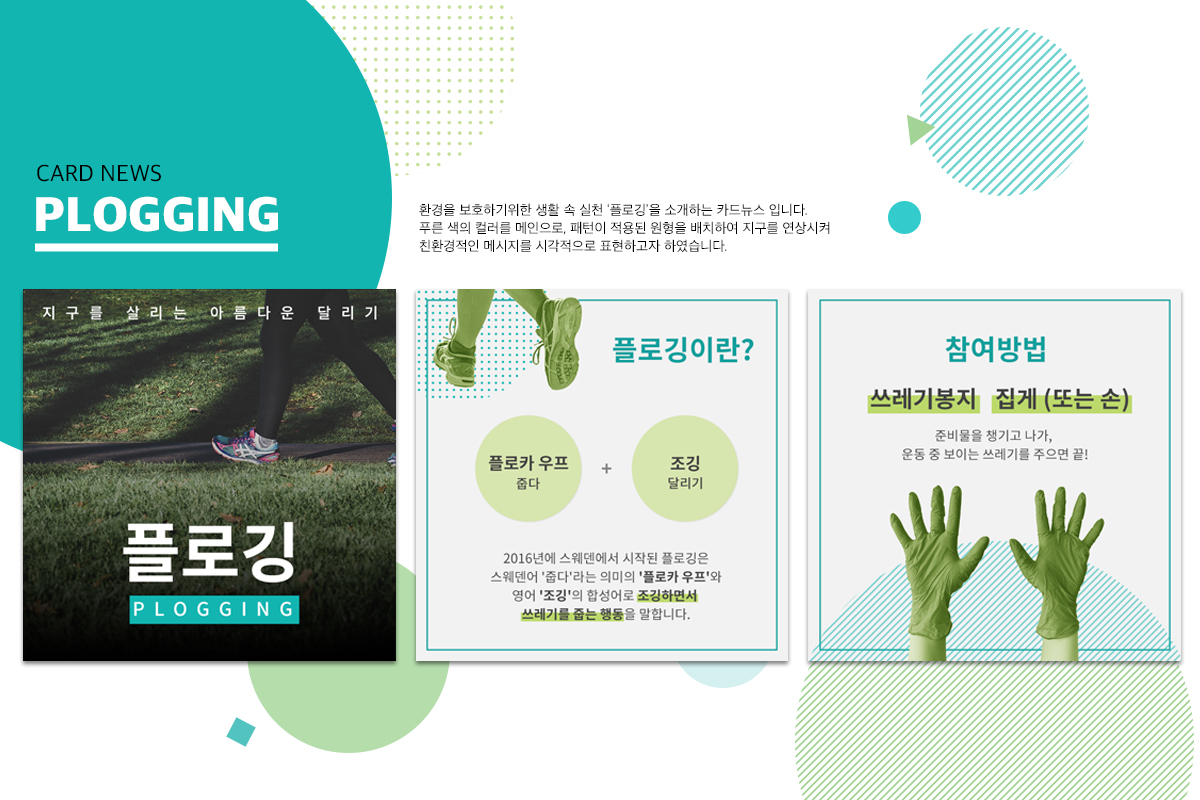 CARD NEWS
PLOGGING
환경을 보호하기위한 생활 속 실천 ‘플로깅’을 소개하는 카드뉴스 입니다.
푸른 색의 컬러를 메인으로, 패턴이 적용된 원형을 배치하여 지구를 연상시켜
친환경적인 메시지를 시각적으로 표현하고자 하였습니다.
지구를 살리는 아름다운 달리기
플로깅
PLOGGING
플로깅이란?
플로카 우프
줍다
+
조깅
달리기
2016년에 스웨덴에서 시작된 플로깅은
스웨덴어 '줍다'라는 의미의 '플로카 우프'와
영어 '조깅'의 합성어로 조깅하면서
쓰레기를 줍는 행동을 말합니다.
참여방법
쓰레기봉지 집게 (또는 손)
준비물을 챙기고 나가,
운동 중 보이는 쓰레기를 주으면 끝!